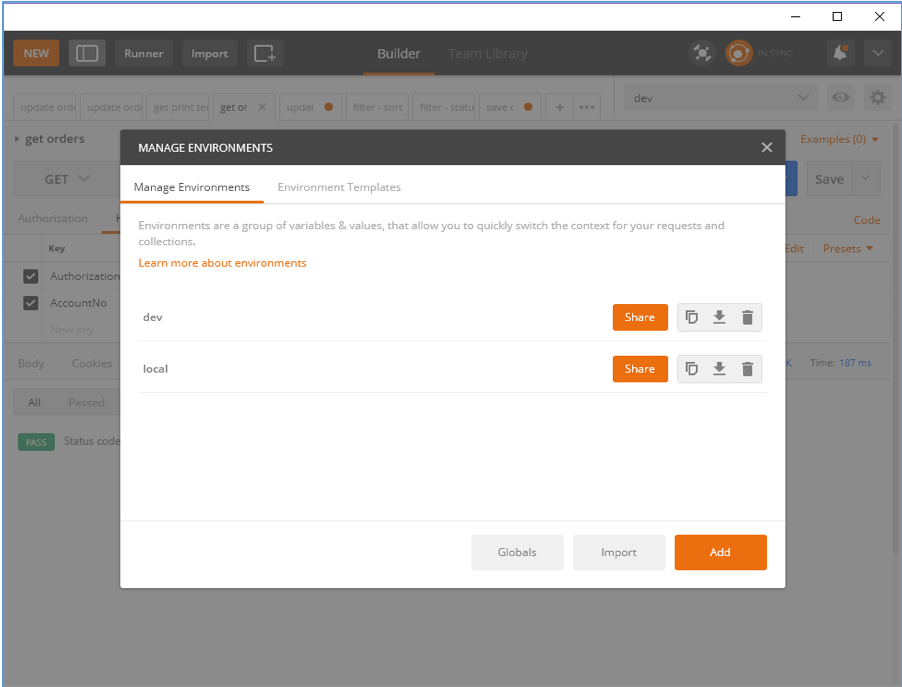 NEW Runner Import Builder Team Library IN SYNC
update orde update orde get print te get or updat filter - sort filter - statu save c dev
get orders
MANAGE ENVIRONMENTS
Examples (0)
GET
Save
Manage Environments Environment Templates
Authorization
Code
Environments are a group of variables & values, that allow you to quickly switch the context for your requests and
collections.
Key
Edit Presets
Learn more about environments
Authorization
AccountNo
dev Share
New key
Body Cookies
Time: 187 ms
local Share
All Passed
PASS Status code
Globals Import Add